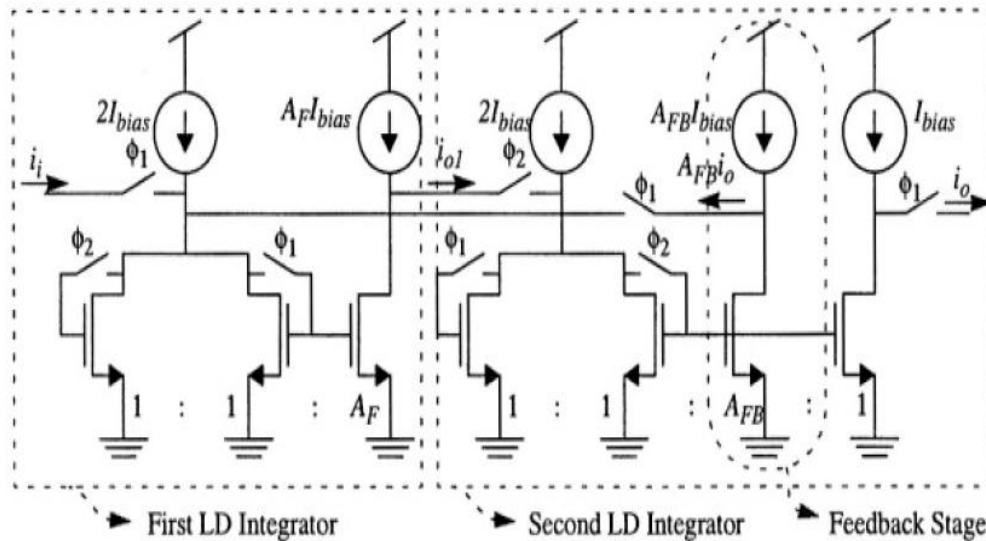 2I_bias A_F I_bias 2I_bias A_FB I_bias I_bias
i_i ϕ1 i_o1 ϕ2 A_FB i_o ϕ1 ϕ1 i_o
ϕ2 ϕ1 ϕ1 ϕ2
1 : 1 : A_F 1 : 1 : A_FB : 1
First LD Integrator Second LD Integrator Feedback Stage